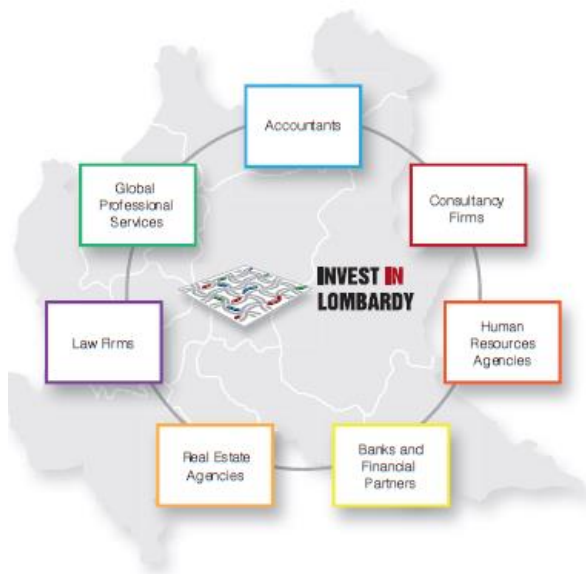 Accountants
Global
Professional
Services
Consultancy
Firms
INVEST IN
LOMBARDY
Law Firms
Human
Resources
Agencies
Real Estate
Agencies
Banks and
Financial
Partners